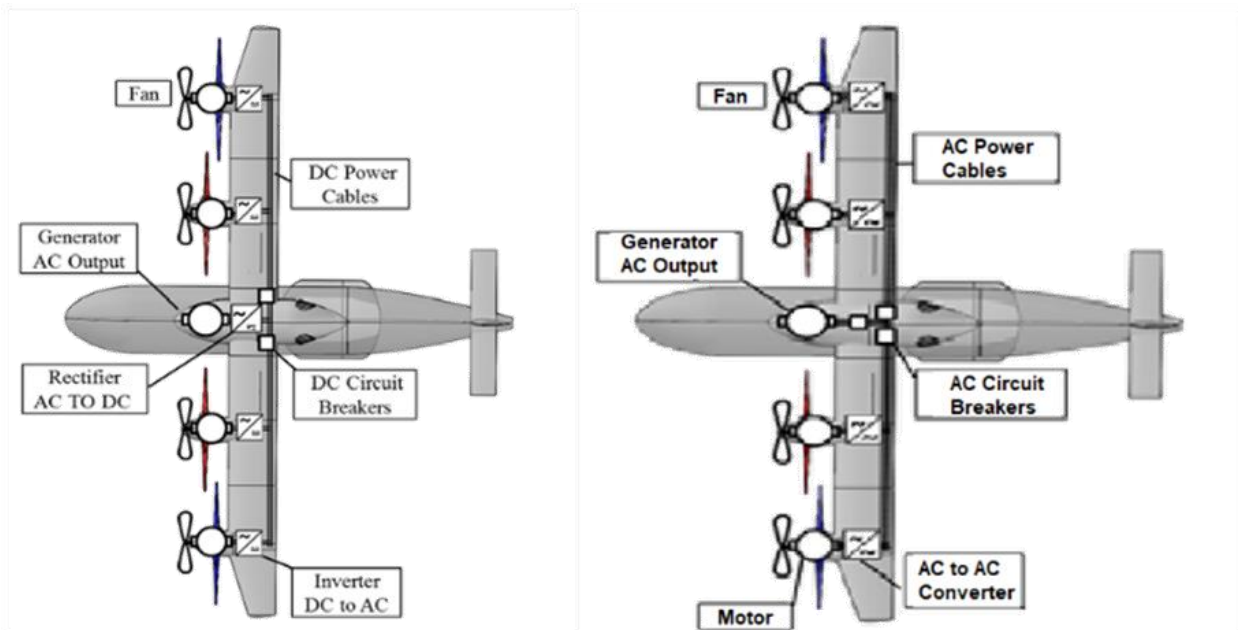 Fan
DC Power
Cables
Generator
AC Output
Rectifier
AC TO DC
DC Circuit
Breakers
Inverter
DC to AC
Fan
AC Power
Cables
Generator
AC Output
AC Circuit
Breakers
AC to AC
Converter
Motor